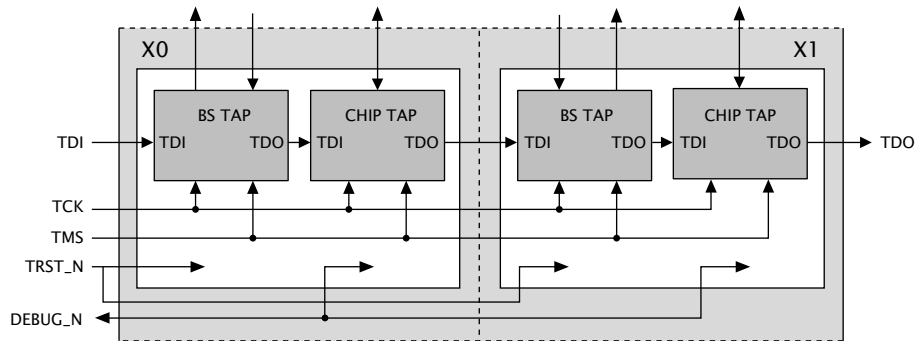 X0
X1
BS TAP
CHIP TAP
BS TAP
CHIP TAP
TDI
TDI
TDO
TDI
TDO
TDI
TDO
TDI
TDO
TDO
TCK
TMS
TRST_N
DEBUG_N